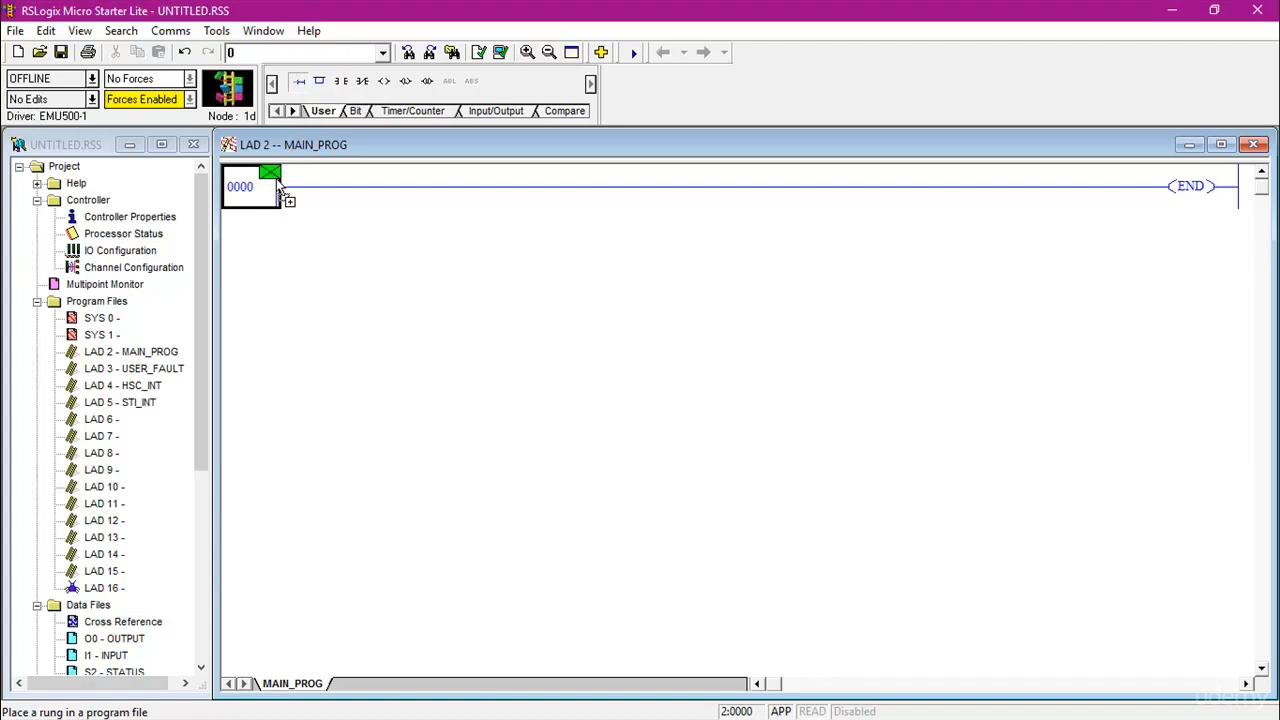 RSLogix Micro Starter Lite - UNTITLED.RSS
File Edit View Search Comms Tools Window Help
0
OFFLINE No Forces
No Edits Forces Enabled
Driver: EMU500-1 Node : 1d
ABL ABS
User Bit Timer/Counter Input/Output Compare
UNTITLED.RSS
Project
Help
Controller
Controller Properties
Processor Status
IO Configuration
Channel Configuration
Multipoint Monitor
Program Files
SYS 0 -
SYS 1 -
LAD 2 - MAIN_PROG
LAD 3 - USER_FAULT
LAD 4 - HSC_INT
LAD 5 - STI_INT
LAD 6 -
LAD 7 -
LAD 8 -
LAD 9 -
LAD 10 -
LAD 11 -
LAD 12 -
LAD 13 -
LAD 14 -
LAD 15 -
LAD 16 -
Data Files
Cross Reference
O0 - OUTPUT
I1 - INPUT
S2 - STATUS
LAD 2 -- MAIN_PROG
0000
END
MAIN_PROG
udemy
Place a rung in a program file
2:0000 APP READ Disabled